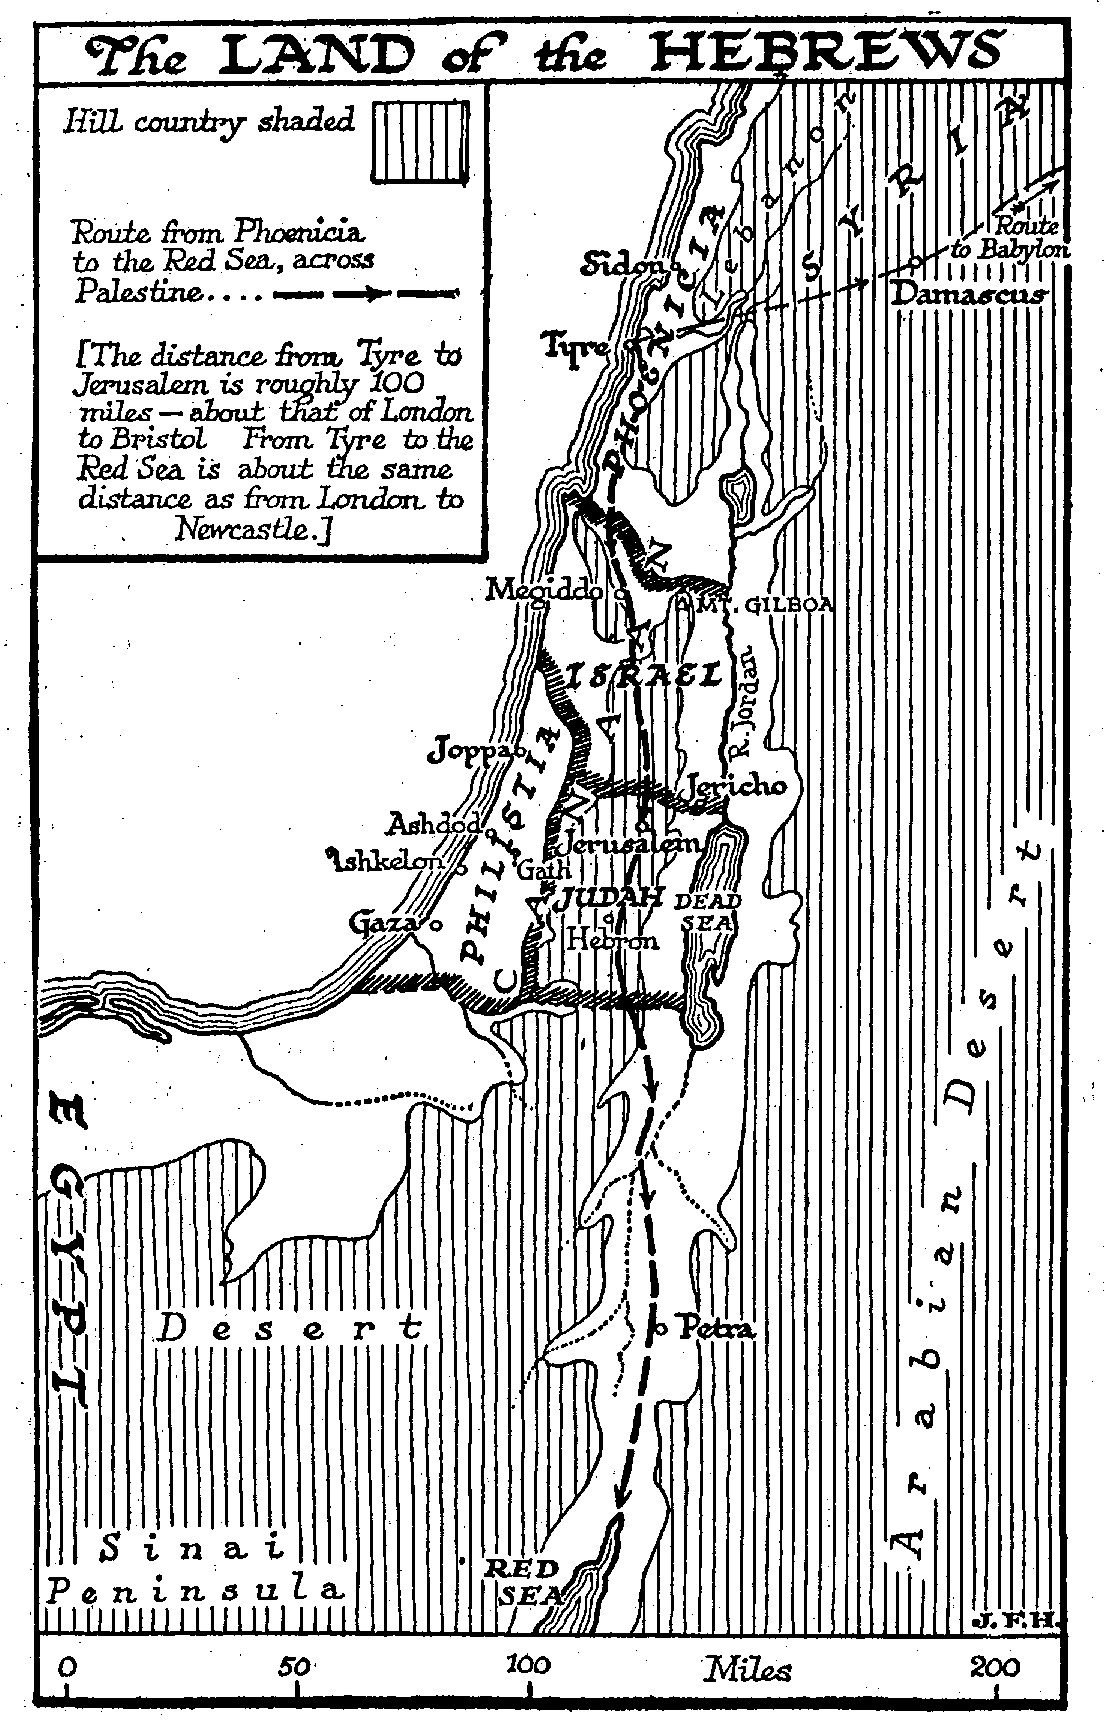 The LAND of the HEBREWS
Hill country shaded
Route from Phoenicia
to the Red Sea, across
Palestine....
[The distance from Tyre to
Jerusalem is roughly 100
miles — about that of London
to Bristol From Tyre to the
Red Sea is about the same
distance as from London to
Newcastle.]
Lebanon
SYRIA
Route
to Babylon
Damascus
Sidon
PHOENICIA
Tyre
Megiddo
MT. GILBOA
CANAAN
ISRAEL
R. Jordan
Joppa
PHILISTIA
Jericho
Ashdod
Jerusalem
Ashkelon
Gath
JUDAH
DEAD
SEA
Gaza
Hebron
EGYPT
Desert
Petra
Arabian Desert
Sinai
Peninsula
RED
SEA
J. F. H.
0 50 100 Miles 200